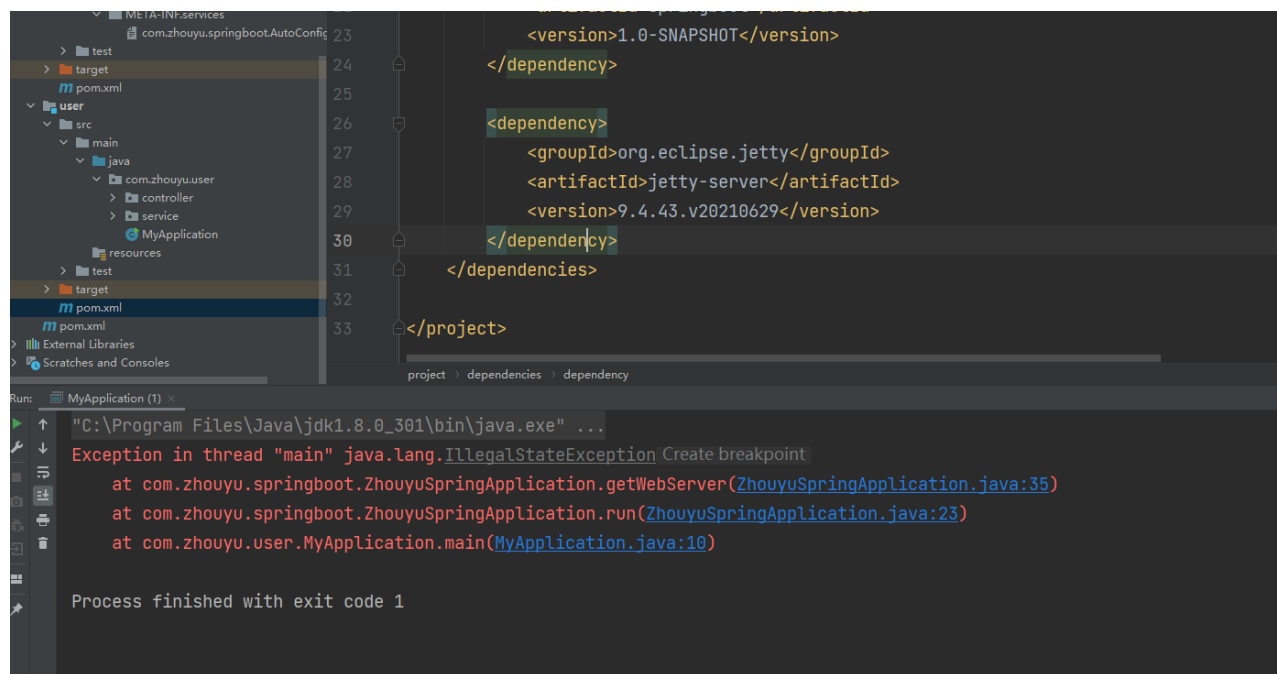 META-INF.services
com.zhouyu.springboot.AutoConfig
test
target
pom.xml
user
src
main
java
com.zhouyu.user
controller
service
MyApplication
resources
test
target
pom.xml
pom.xml
External Libraries
Scratches and Consoles
23 <version>1.0-SNAPSHOT</version>
24 </dependency>
25
26 <dependency>
27 <groupId>org.eclipse.jetty</groupId>
28 <artifactId>jetty-server</artifactId>
29 <version>9.4.43.v20210629</version>
30 </dependency>
31 </dependencies>
32
33 </project>
project > dependencies > dependency
Run: MyApplication (1) ×
"C:\Program Files\Java\jdk1.8.0_301\bin\java.exe" ...
Exception in thread "main" java.lang.IllegalStateException Create breakpoint
at com.zhouyu.springboot.ZhouyuSpringApplication.getWebServer(ZhouyuSpringApplication.java:35)
at com.zhouyu.springboot.ZhouyuSpringApplication.run(ZhouyuSpringApplication.java:23)
at com.zhouyu.user.MyApplication.main(MyApplication.java:10)
Process finished with exit code 1